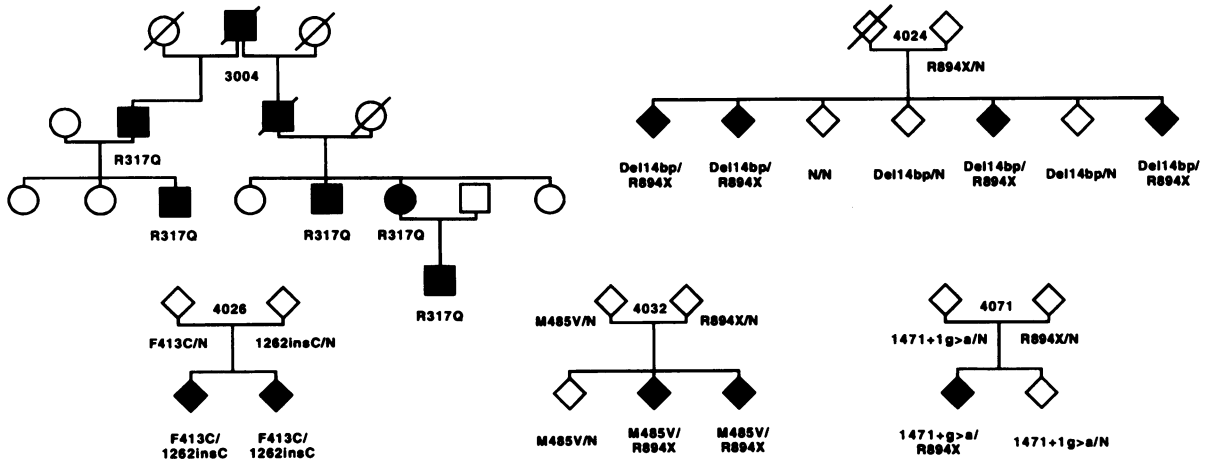 3004
R317Q
R317Q
R317Q
R317Q
R317Q
4024
R894X/N
Del14bp/
R894X
Del14bp/
R894X
N/N
Del14bp/N
Del14bp/
R894X
Del14bp/N
Del14bp/
R894X
4026
F413C/N
1262insC/N
F413C/
1262insC
F413C/
1262insC
4032
M485V/N
R894X/N
M485V/N
M485V/
R894X
M485V/
R894X
4071
1471+1g>a/N
R894X/N
1471+g>a/
R894X
1471+1g>a/N